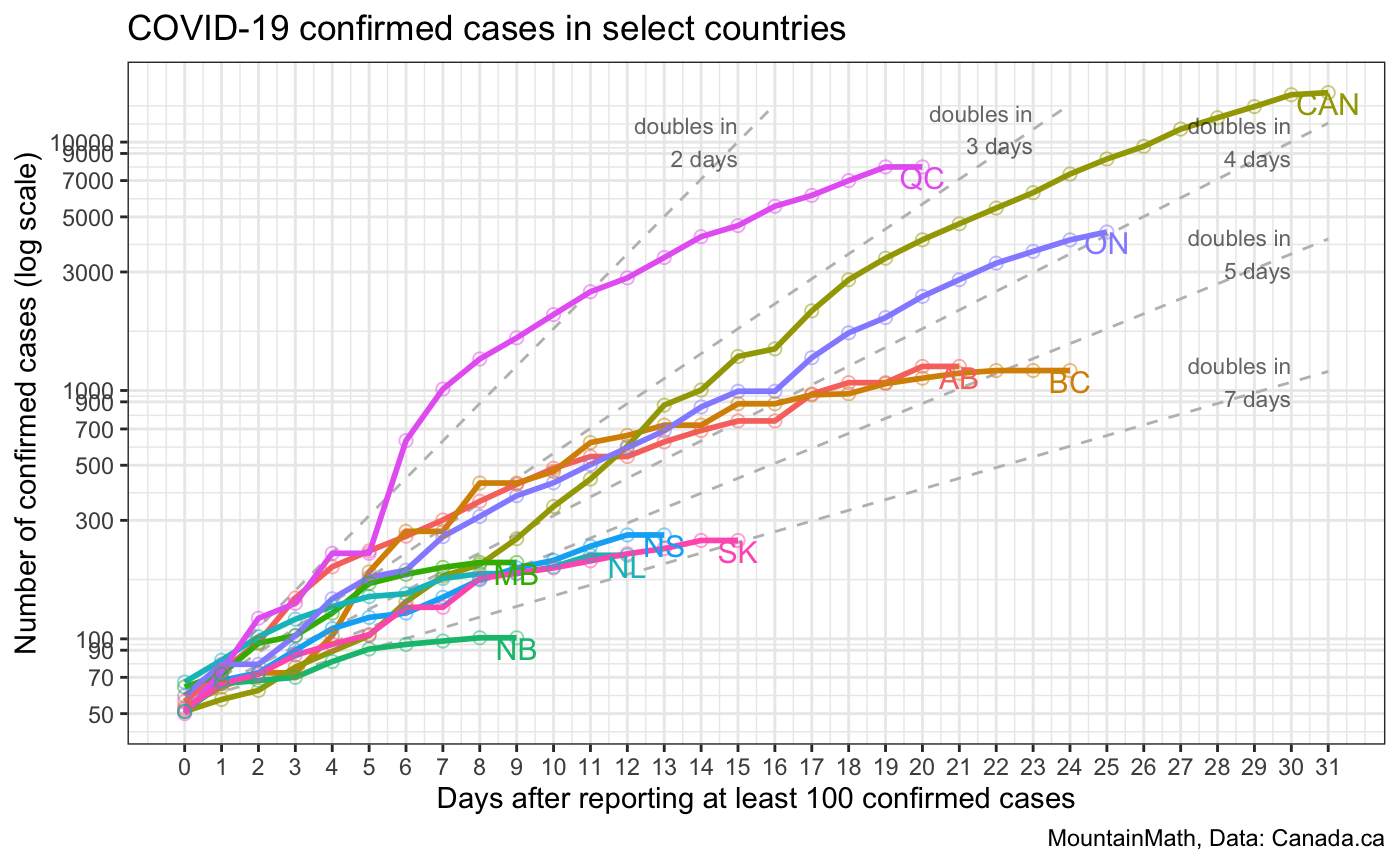 COVID-19 confirmed cases in select countries
Number of confirmed cases (log scale)
10000
9000
7000
5000
3000
1000
900
700
500
300
100
90
70
50
doubles in
2 days
doubles in
3 days
doubles in
4 days
doubles in
5 days
doubles in
7 days
CAN
QC
ON
AB
BC
NS
SK
NL
MB
NB
0 1 2 3 4 5 6 7 8 9 10 11 12 13 14 15 16 17 18 19 20 21 22 23 24 25 26 27 28 29 30 31
Days after reporting at least 100 confirmed cases
MountainMath, Data: Canada.ca